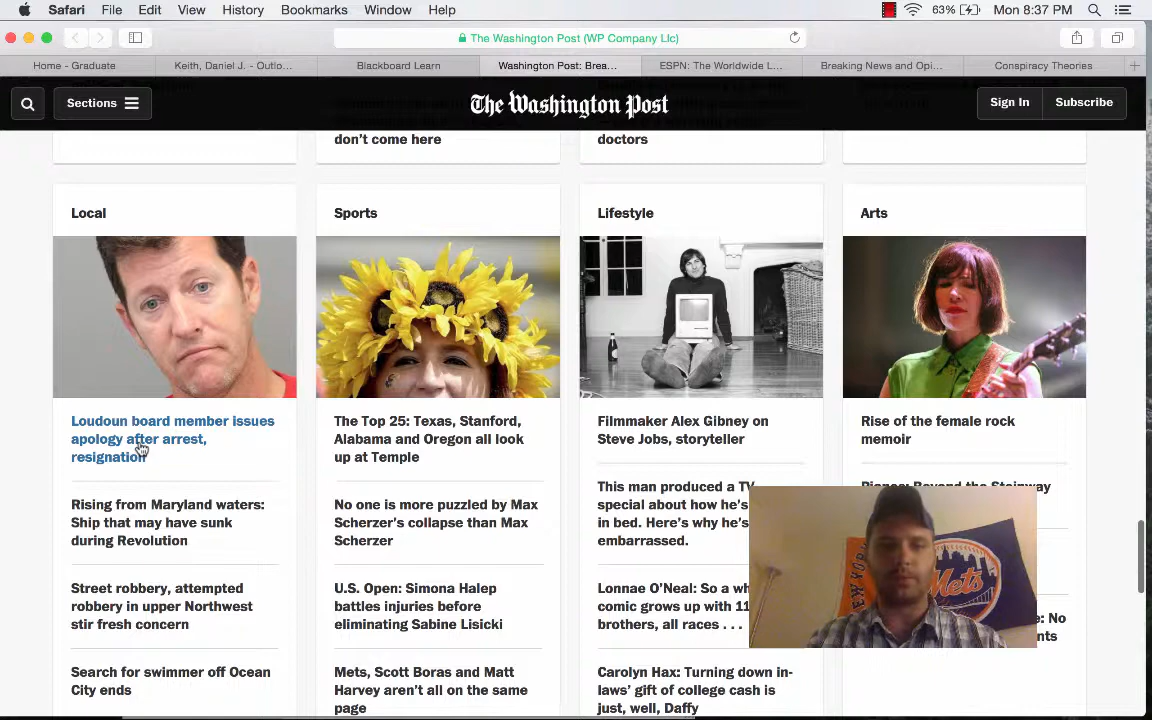 Safari File Edit View History Bookmarks Window Help 63% Mon 8:37 PM
The Washington Post (WP Company Llc)
Home - Graduate Keith, Daniel J. - Outlo... Blackboard Learn Washington Post: Brea... ESPN: The Worldwide L... Breaking News and Opi... Conspiracy Theories
Sections The Washington Post Sign In Subscribe
don't come here
doctors
Local
Loudoun board member issues
apology after arrest,
resignation
Rising from Maryland waters:
Ship that may have sunk
during Revolution
Street robbery, attempted
robbery in upper Northwest
stir fresh concern
Search for swimmer off Ocean
City ends
Sports
The Top 25: Texas, Stanford,
Alabama and Oregon all look
up at Temple
No one is more puzzled by Max
Scherzer's collapse than Max
Scherzer
U.S. Open: Simona Halep
battles injuries before
eliminating Sabine Lisicki
Mets, Scott Boras and Matt
Harvey aren't all on the same
page
Lifestyle
Filmmaker Alex Gibney on
Steve Jobs, storyteller
This man produced a TV
special about how he's
in bed. Here's why he's
embarrassed.
Lonnae O'Neal: So a wh
comic grows up with 11
brothers, all races . . .
Carolyn Hax: Turning down in-
laws' gift of college cash is
just, well, Daffy
Arts
Rise of the female rock
memoir
Beyond the Steinway
: No
nts
NEW YORK
Mets